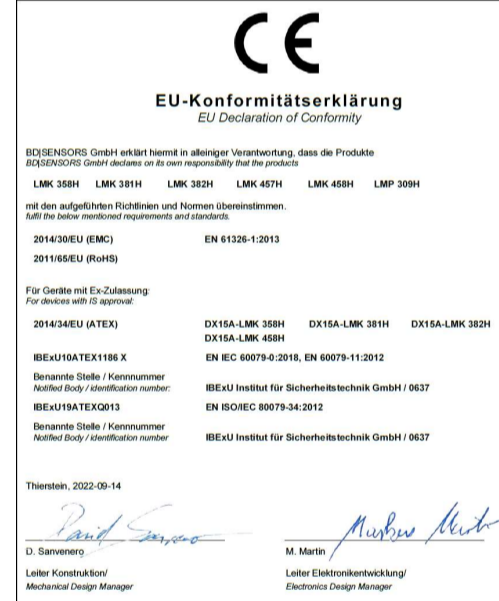 CE
EU-Konformitätserklärung
EU Declaration of Conformity
BD|SENSORS GmbH erklärt hiermit in alleiniger Verantwortung, dass die Produkte
BD|SENSORS GmbH declares on its own responsibility that the products
LMK 358H LMK 381H LMK 382H LMK 457H LMK 458H LMP 309H
mit den aufgeführten Richtlinien und Normen übereinstimmen.
fulfil the below mentioned requirements and standards.
2014/30/EU (EMC) EN 61326-1:2013
2011/65/EU (RoHS)
Für Geräte mit Ex-Zulassung:
For devices with IS approval:
2014/34/EU (ATEX) DX15A-LMK 358H DX15A-LMK 381H DX15A-LMK 382H
DX15A-LMK 458H
IBExU10ATEX1186 X EN IEC 60079-0:2018, EN 60079-11:2012
Benannte Stelle / Kennnummer
Notified Body / identification number: IBExU Institut für Sicherheitstechnik GmbH / 0637
IBExU19ATEXQ013 EN ISO/IEC 80079-34:2012
Benannte Stelle / Kennnummer
Notified Body / identification number IBExU Institut für Sicherheitstechnik GmbH / 0637
Thierstein, 2022-09-14
D. Sanvenero M. Martin
Leiter Konstruktion/ Leiter Elektronikentwicklung/
Mechanical Design Manager Electronics Design Manager